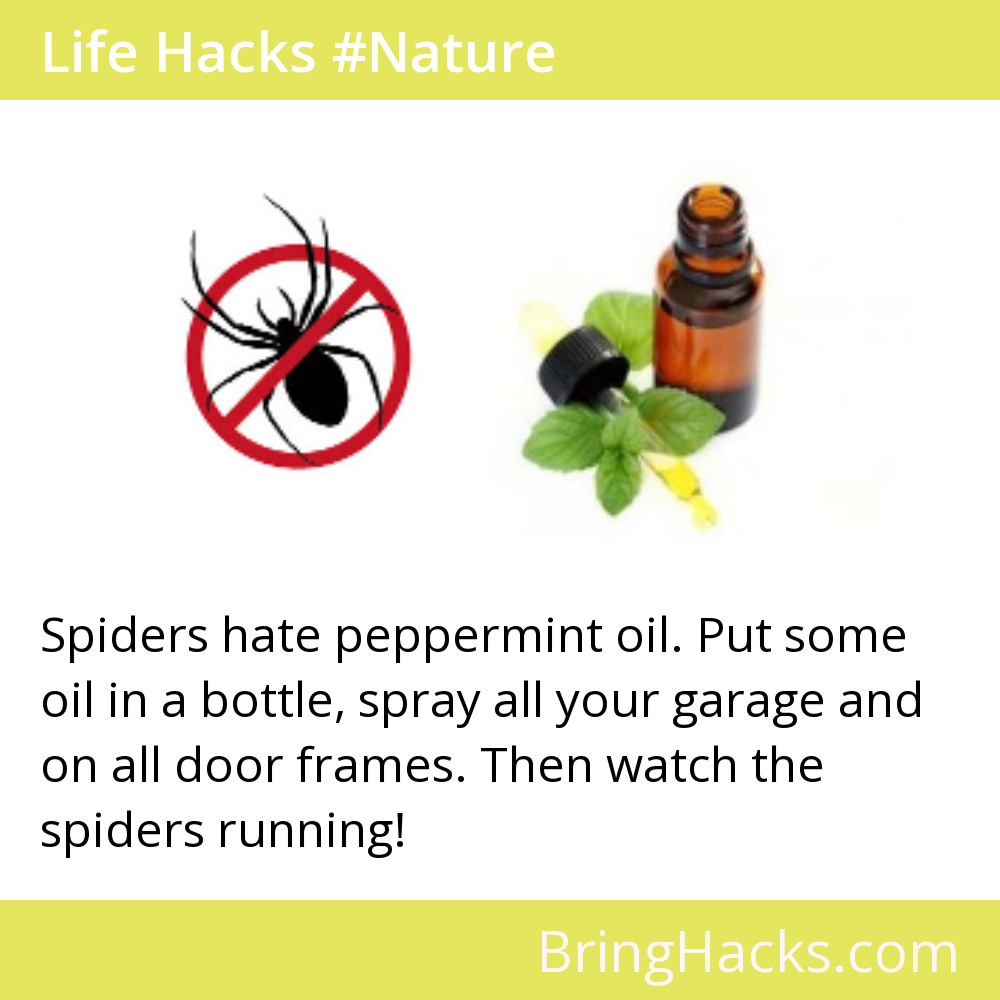 Life Hacks #Nature
Spiders hate peppermint oil. Put some
oil in a bottle, spray all your garage and
on all door frames. Then watch the
spiders running!
BringHacks.com